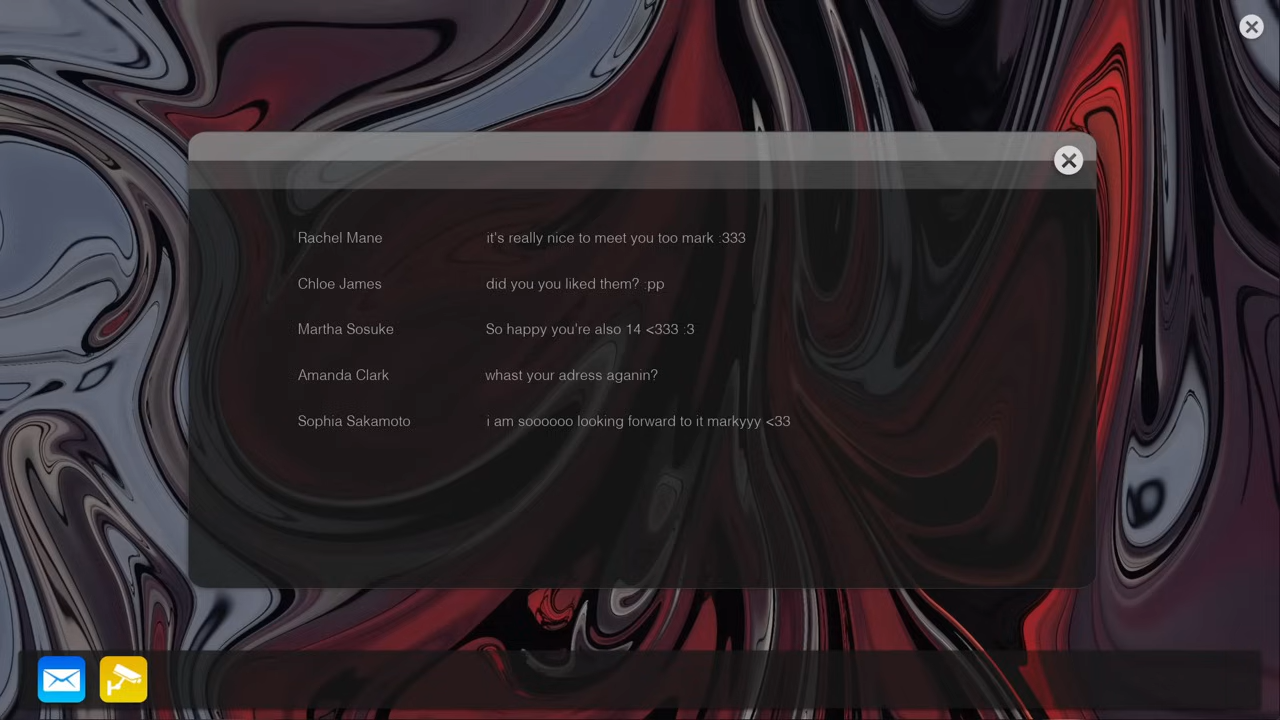 Rachel Mane it's really nice to meet you too mark :333
Chloe James did you you liked them? :pp
Martha Sosuke So happy you're also 14 <333 :3
Amanda Clark whast your adress aganin?
Sophia Sakamoto i am soooooo looking forward to it markyyy <33